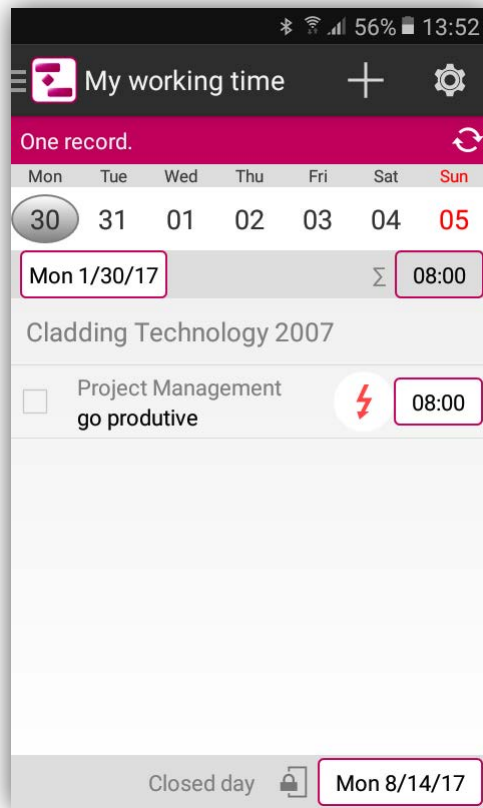 56% 13:52
My working time
One record.
Mon Tue Wed Thu Fri Sat Sun
30 31 01 02 03 04 05
Mon 1/30/17 Σ 08:00
Cladding Technology 2007
Project Management
go produtive 08:00
Closed day Mon 8/14/17